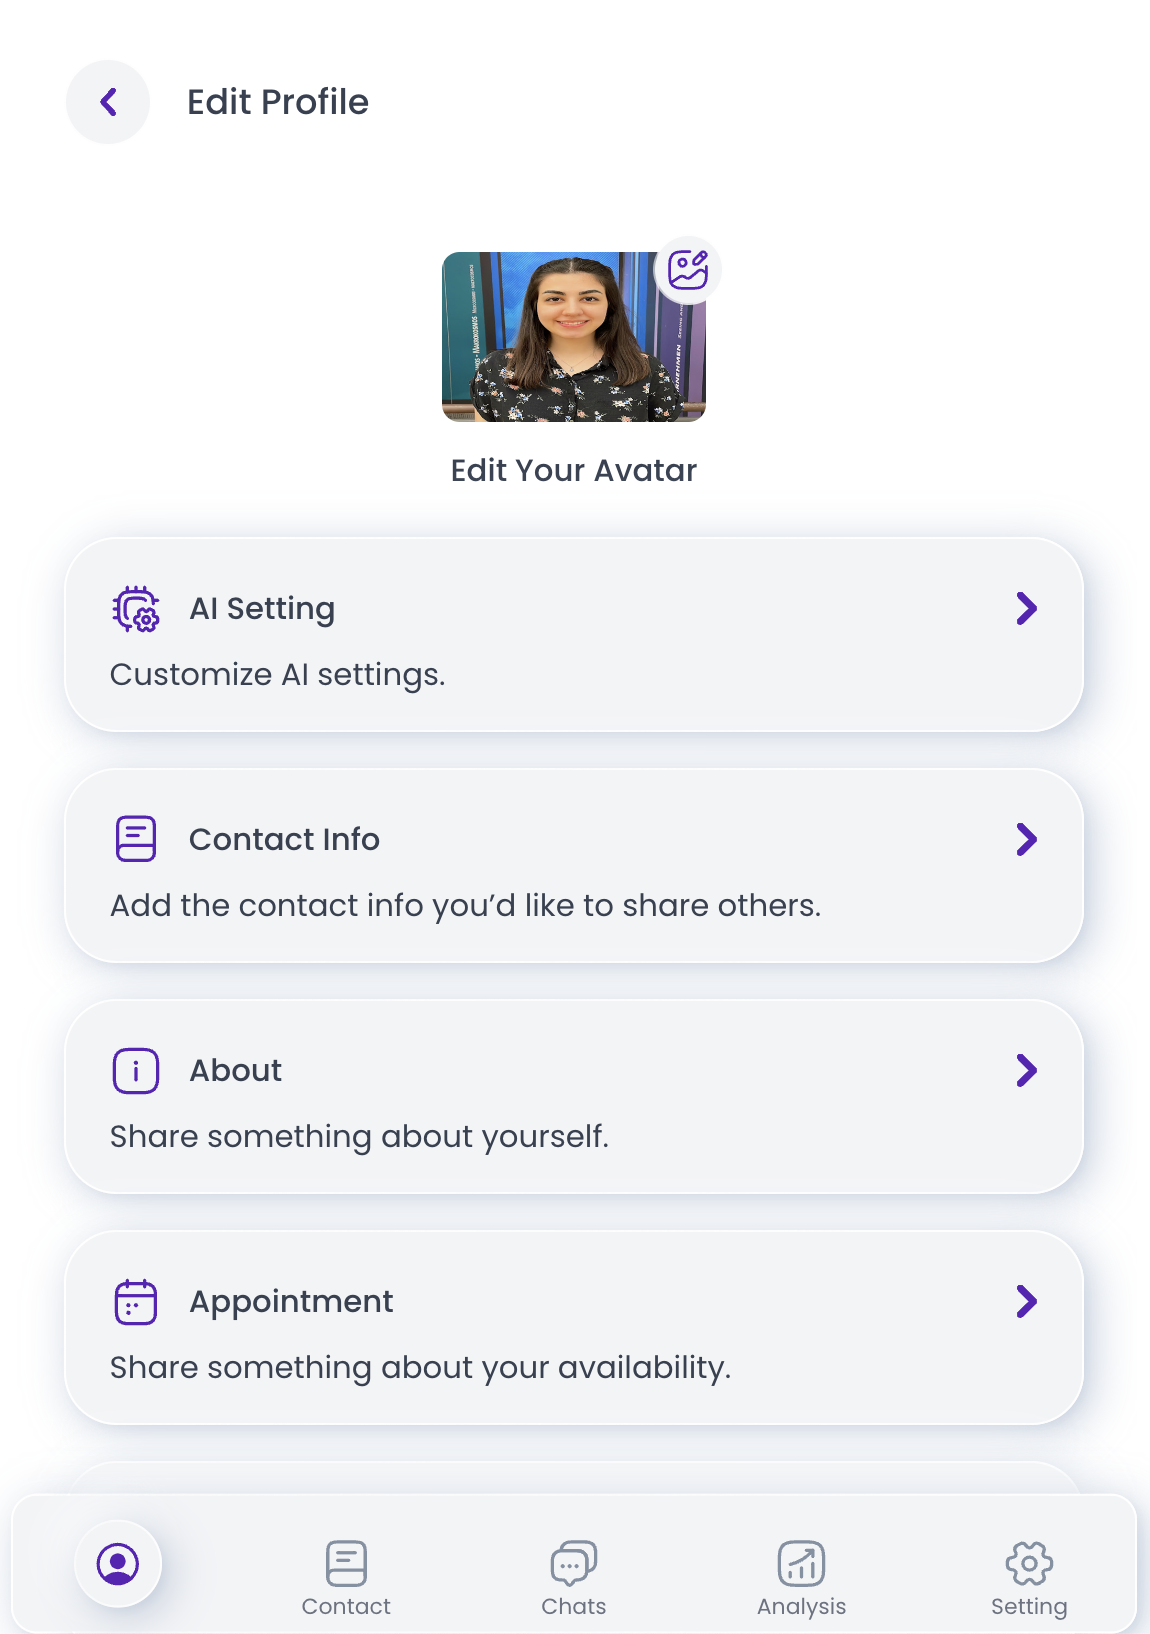 Edit Profile
MAKROKOSMOS
Edit Your Avatar
AI Setting
Customize AI settings.
Contact Info
Add the contact info you’d like to share others.
About
Share something about yourself.
Appointment
Share something about your availability.
Contact
Chats
Analysis
Setting